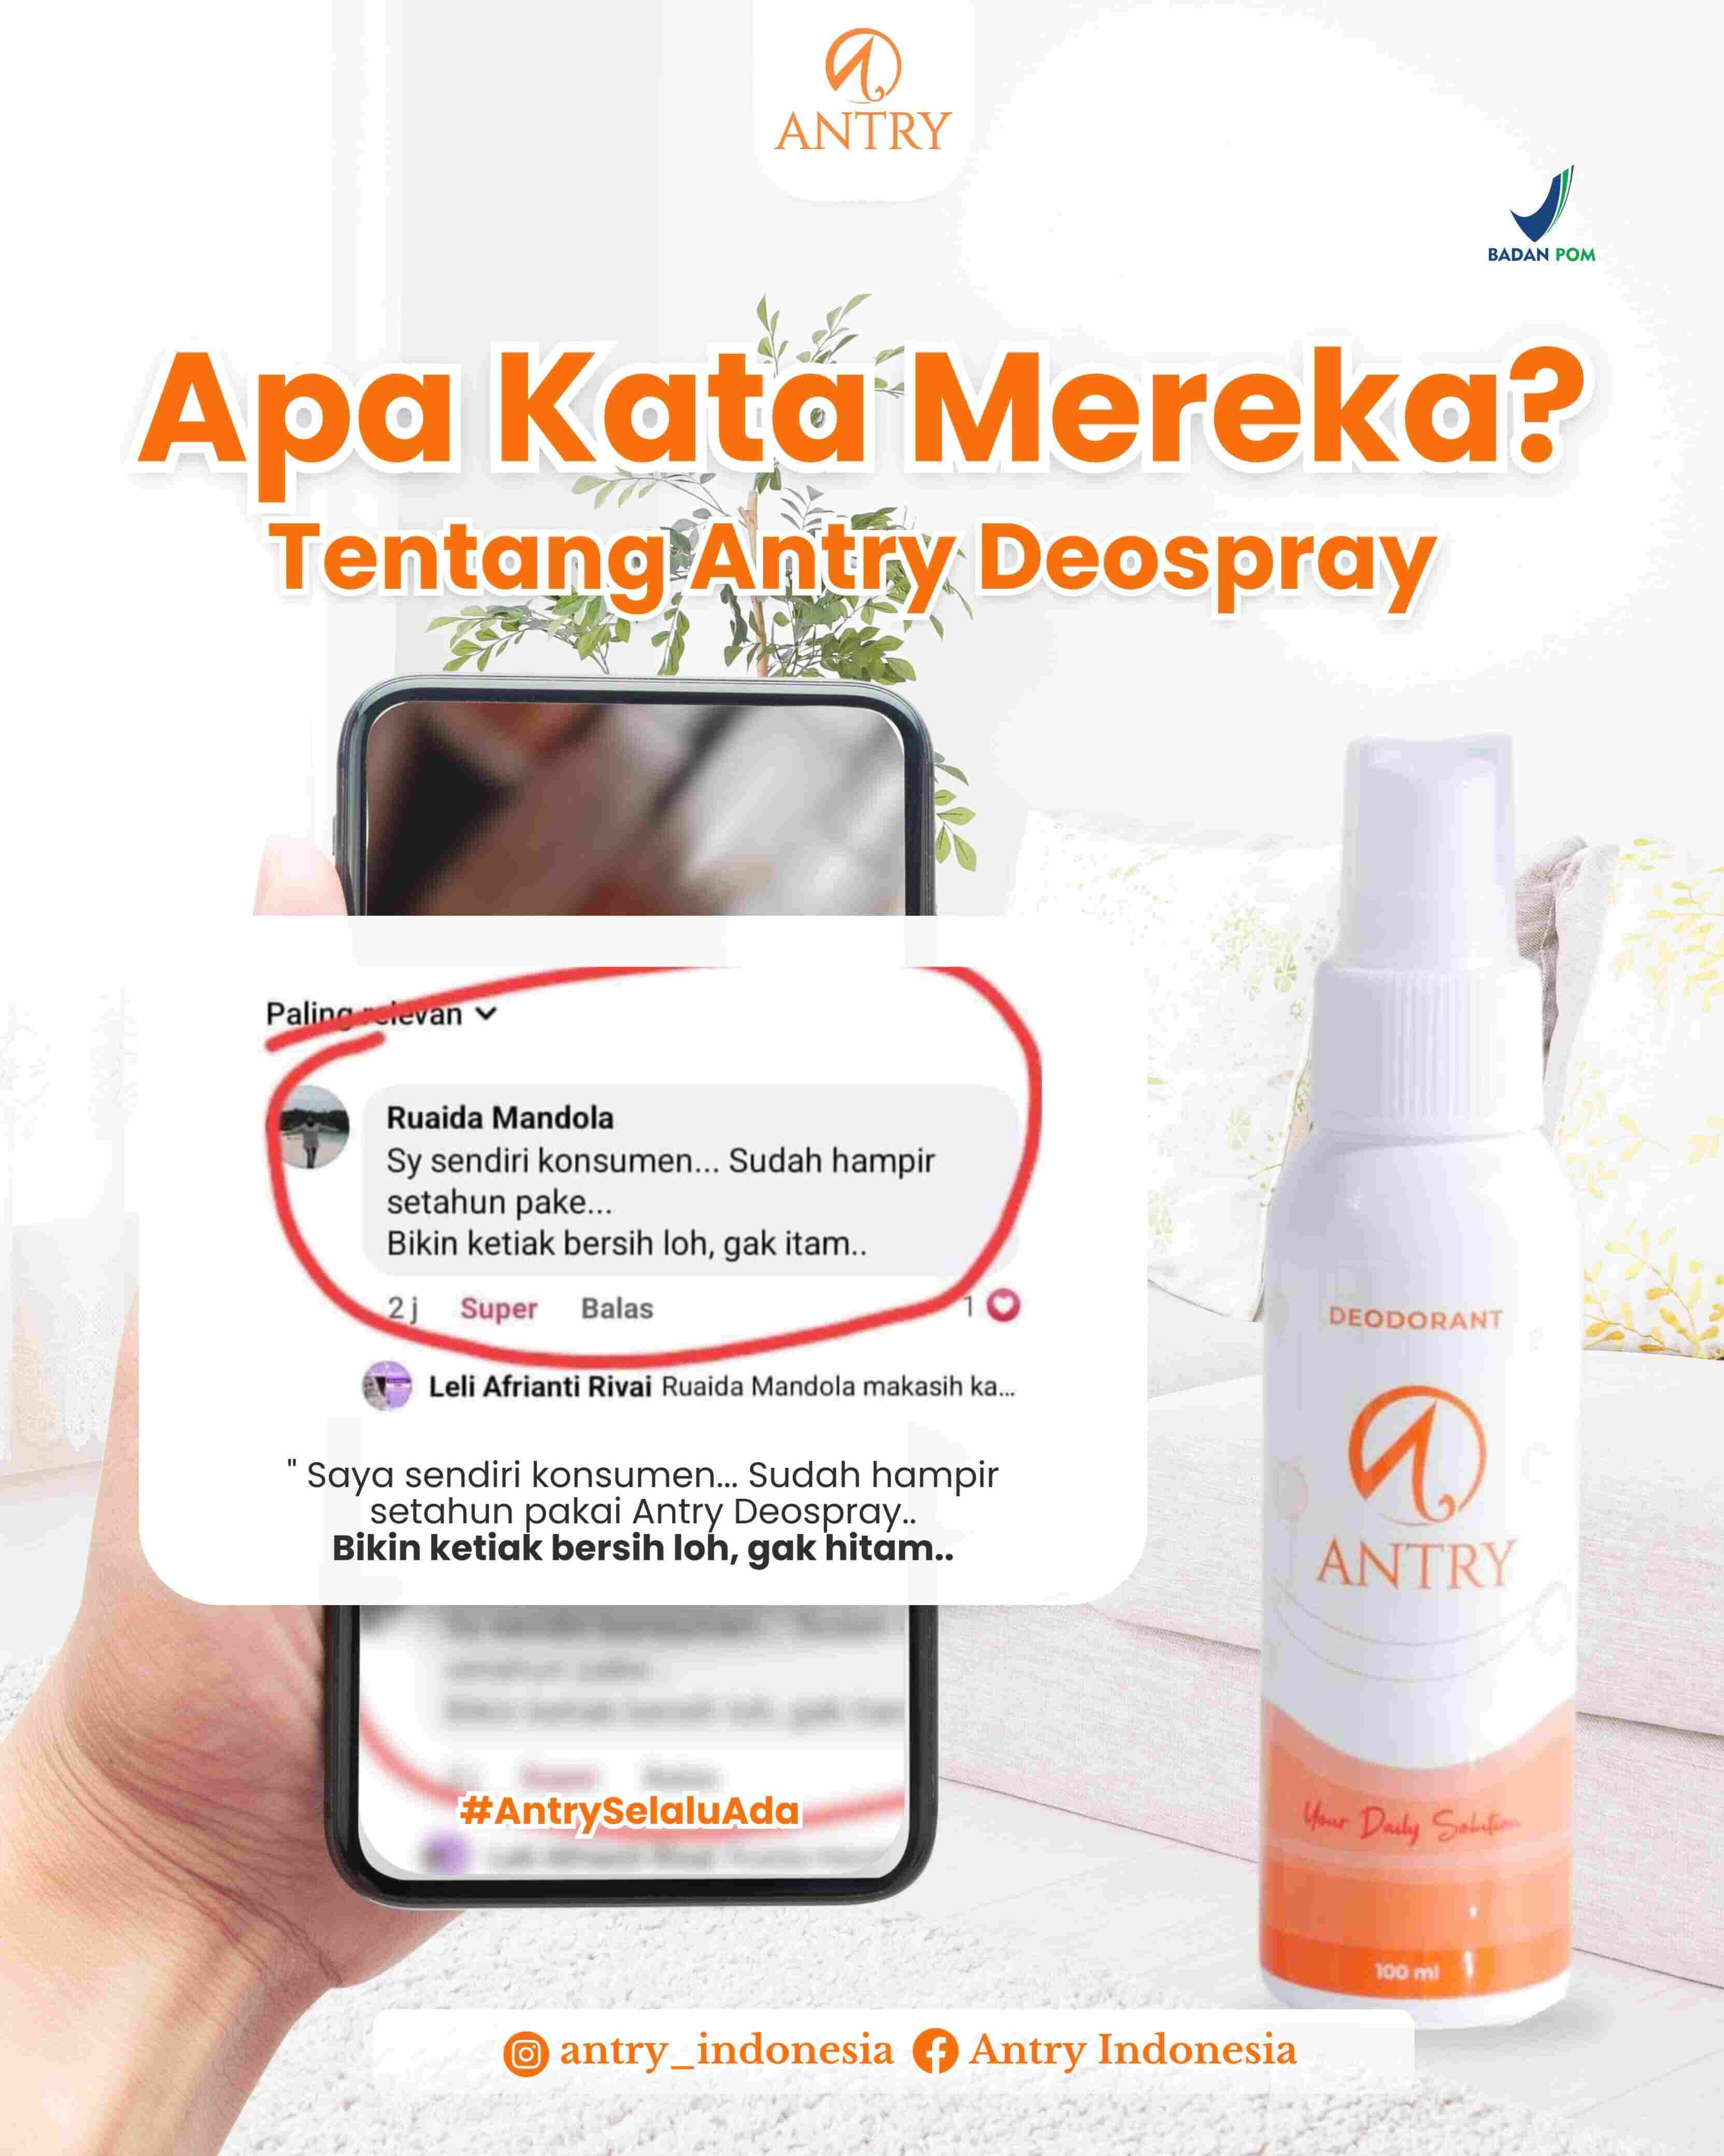 ANTRY
BADAN POM
Apa Kata Mereka?
Tentang Antry Deospray
Paling relevan
Ruaida Mandola
Sy sendiri konsumen... Sudah hampir
setahun pake...
Bikin ketiak bersih loh, gak itam..
2 j Super Balas 1
Leli Afrianti Rivai Ruaida Mandola makasih ka...
" Saya sendiri konsumen... Sudah hampir
setahun pakai Antry Deospray..
Bikin ketiak bersih loh, gak hitam..
#AntrySelaluAda
DEODORANT
ANTRY
Your Daily Solution
100 ml
antry_indonesia Antry Indonesia